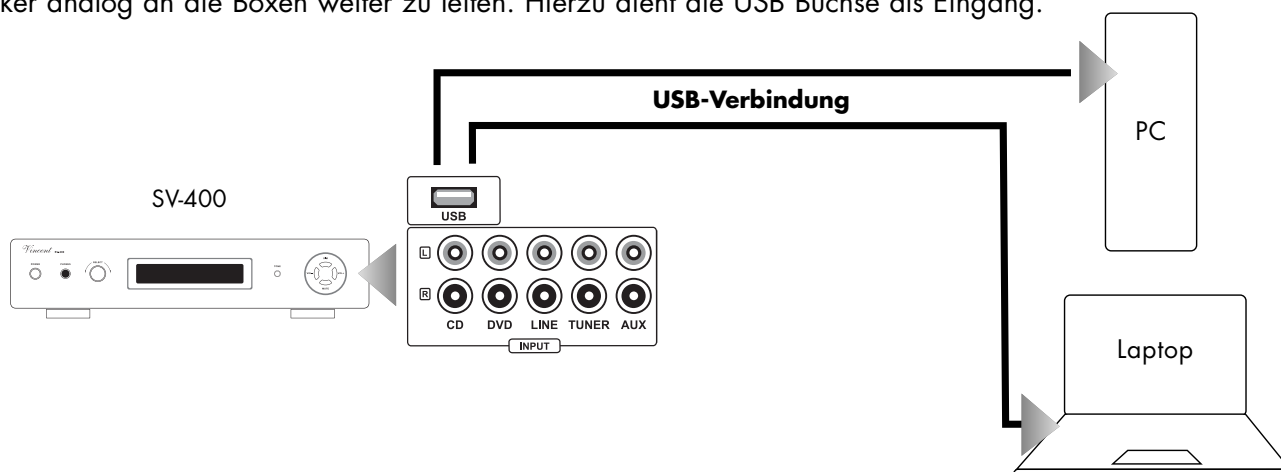 ker analog an die Boxen weiter zu leiten. Hierzu dient die USB Buchse als Eingang.
USB-Verbindung
PC
SV-400
USB
Vincent
L
R
CD DVD LINE TUNER AUX
INPUT
Laptop